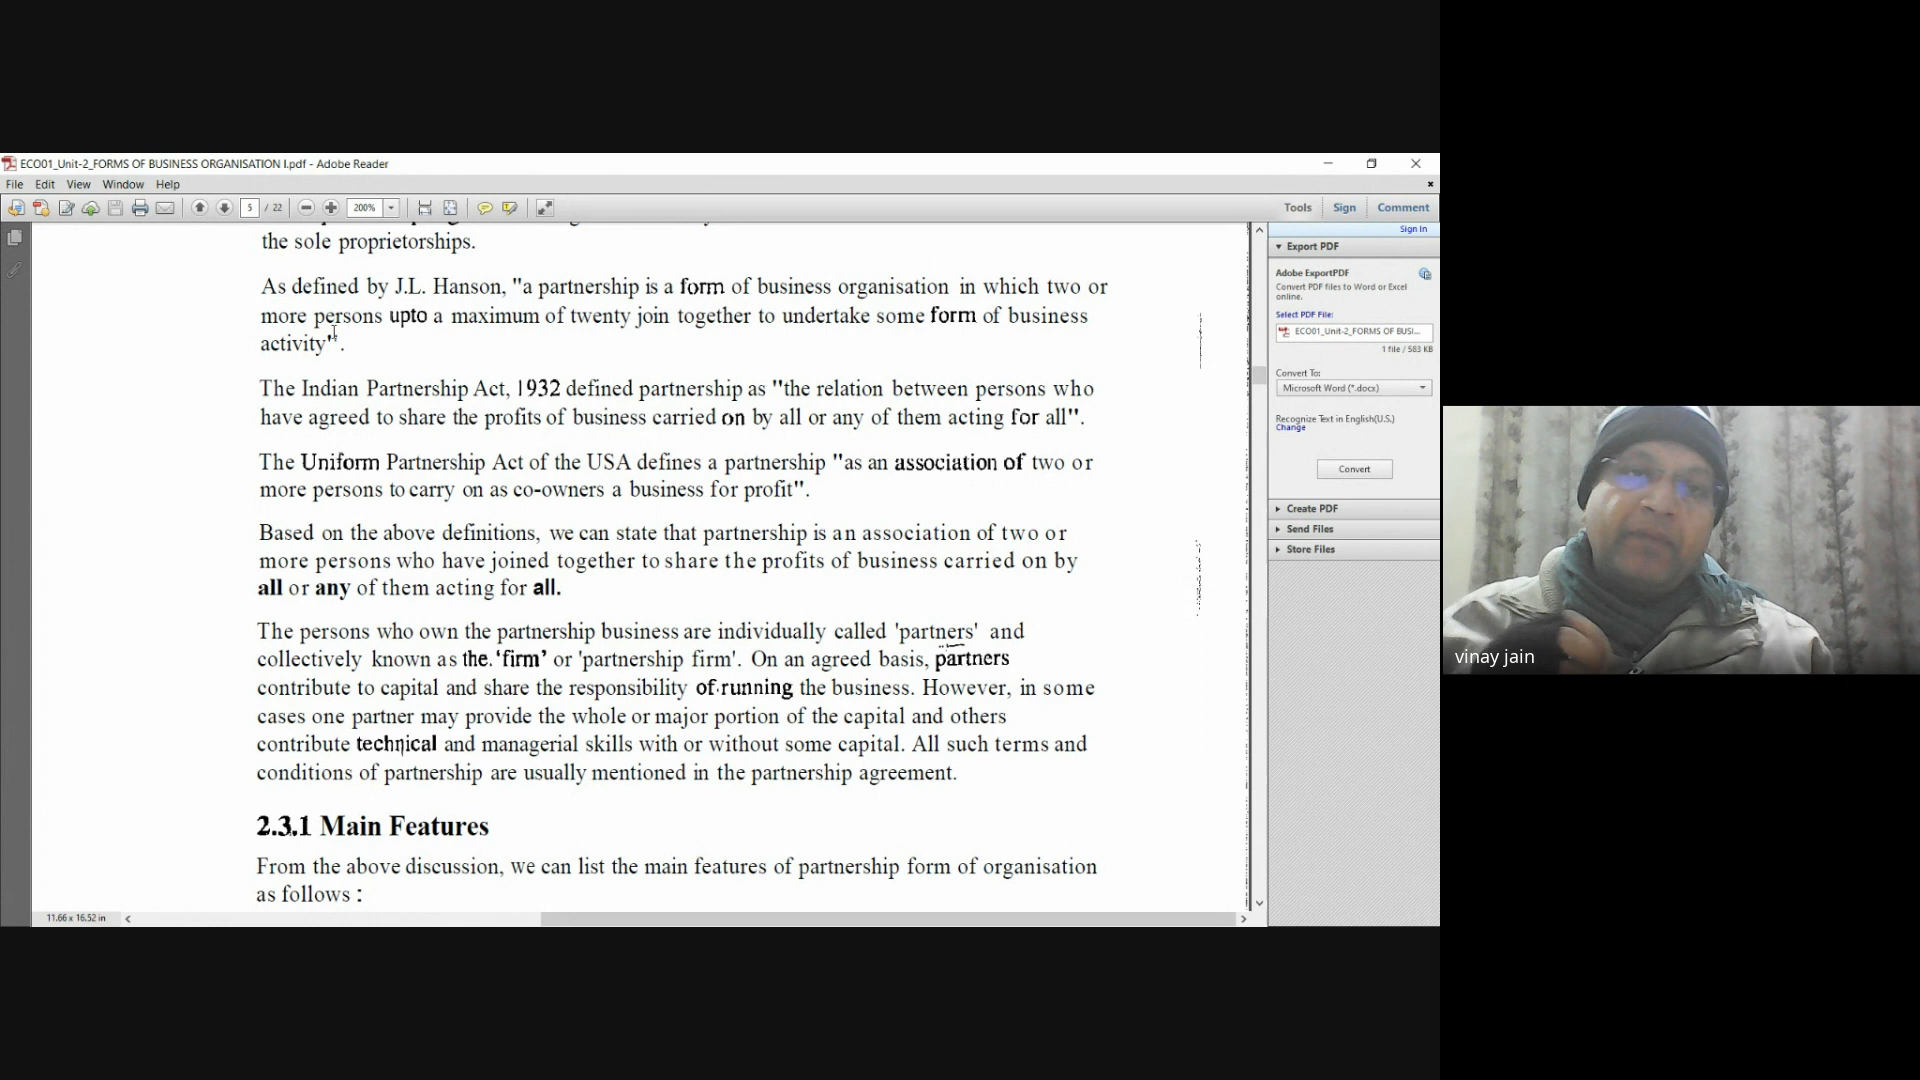 ECO01_Unit-2_FORMS OF BUSINESS ORGANISATION I.pdf - Adobe Reader
File Edit View Window Help
5 / 22 200% Tools Sign Comment
Sign In
the sole proprietorships.
As defined by J.L. Hanson, "a partnership is a form of business organisation in which two or
more persons upto a maximum of twenty join together to undertake some form of business
activity".
The Indian Partnership Act, 1932 defined partnership as "the relation between persons who
have agreed to share the profits of business carried on by all or any of them acting for all".
The Uniform Partnership Act of the USA defines a partnership "as an association of two or
more persons to carry on as co-owners a business for profit".
Based on the above definitions, we can state that partnership is an association of two or
more persons who have joined together to share the profits of business carried on by
all or any of them acting for all.
The persons who own the partnership business are individually called 'partners' and
collectively known as the. 'firm' or 'partnership firm'. On an agreed basis, partners
contribute to capital and share the responsibility of running the business. However, in some
cases one partner may provide the whole or major portion of the capital and others
contribute technical and managerial skills with or without some capital. All such terms and
conditions of partnership are usually mentioned in the partnership agreement.
2.3.1 Main Features
From the above discussion, we can list the main features of partnership form of organisation
as follows :
11.66 x 16.52 in
Export PDF
Adobe ExportPDF
Convert PDF files to Word or Excel
online.
Select PDF File:
ECO01_Unit-2_FORMS OF BUSI...
1 file / 583 KB
Convert To:
Microsoft Word (*.docx)
Recognize Text in English(U.S.)
Change
Convert
Create PDF
Send Files
Store Files
vinay jain